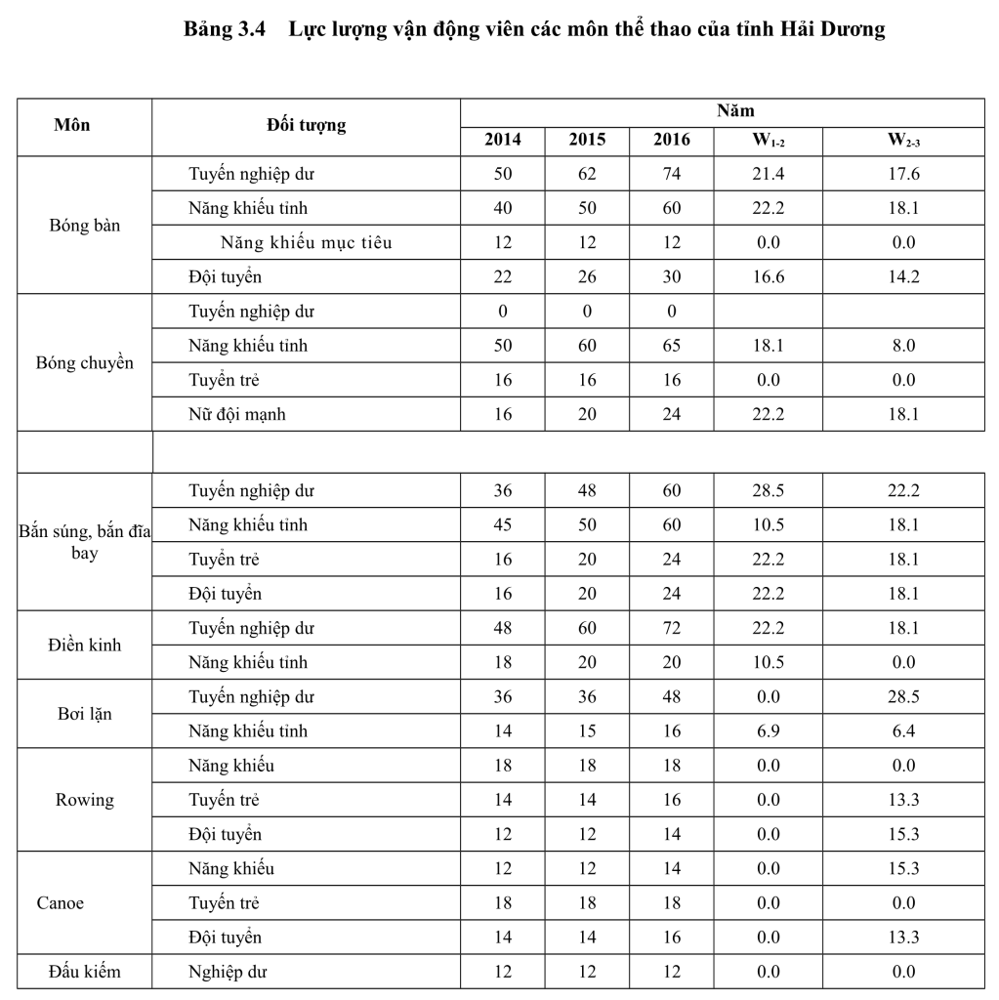 Bảng 3.4 Lực lượng vận động viên các môn thể thao của tỉnh Hải Dương
Môn Đối tượng Năm
2014 2015 2016 W1-2 W2-3
Bóng bàn
Tuyến nghiệp dư 50 62 74 21.4 17.6
Năng khiếu tỉnh 40 50 60 22.2 18.1
Năng khiếu mục tiêu 12 12 12 0.0 0.0
Đội tuyển 22 26 30 16.6 14.2
Bóng chuyền
Tuyến nghiệp dư 0 0 0
Năng khiếu tỉnh 50 60 65 18.1 8.0
Tuyển trẻ 16 16 16 0.0 0.0
Nữ đội mạnh 16 20 24 22.2 18.1
Bắn súng, bắn đĩa
bay
Tuyến nghiệp dư 36 48 60 28.5 22.2
Năng khiếu tỉnh 45 50 60 10.5 18.1
Tuyển trẻ 16 20 24 22.2 18.1
Đội tuyển 16 20 24 22.2 18.1
Điền kinh
Tuyến nghiệp dư 48 60 72 22.2 18.1
Năng khiếu tỉnh 18 20 20 10.5 0.0
Bơi lặn
Tuyến nghiệp dư 36 36 48 0.0 28.5
Năng khiếu tỉnh 14 15 16 6.9 6.4
Rowing
Năng khiếu 18 18 18 0.0 0.0
Tuyến trẻ 14 14 16 0.0 13.3
Đội tuyển 12 12 14 0.0 15.3
Canoe
Năng khiếu 12 12 14 0.0 15.3
Tuyến trẻ 18 18 18 0.0 0.0
Đội tuyển 14 14 16 0.0 13.3
Đấu kiếm
Nghiệp dư 12 12 12 0.0 0.0